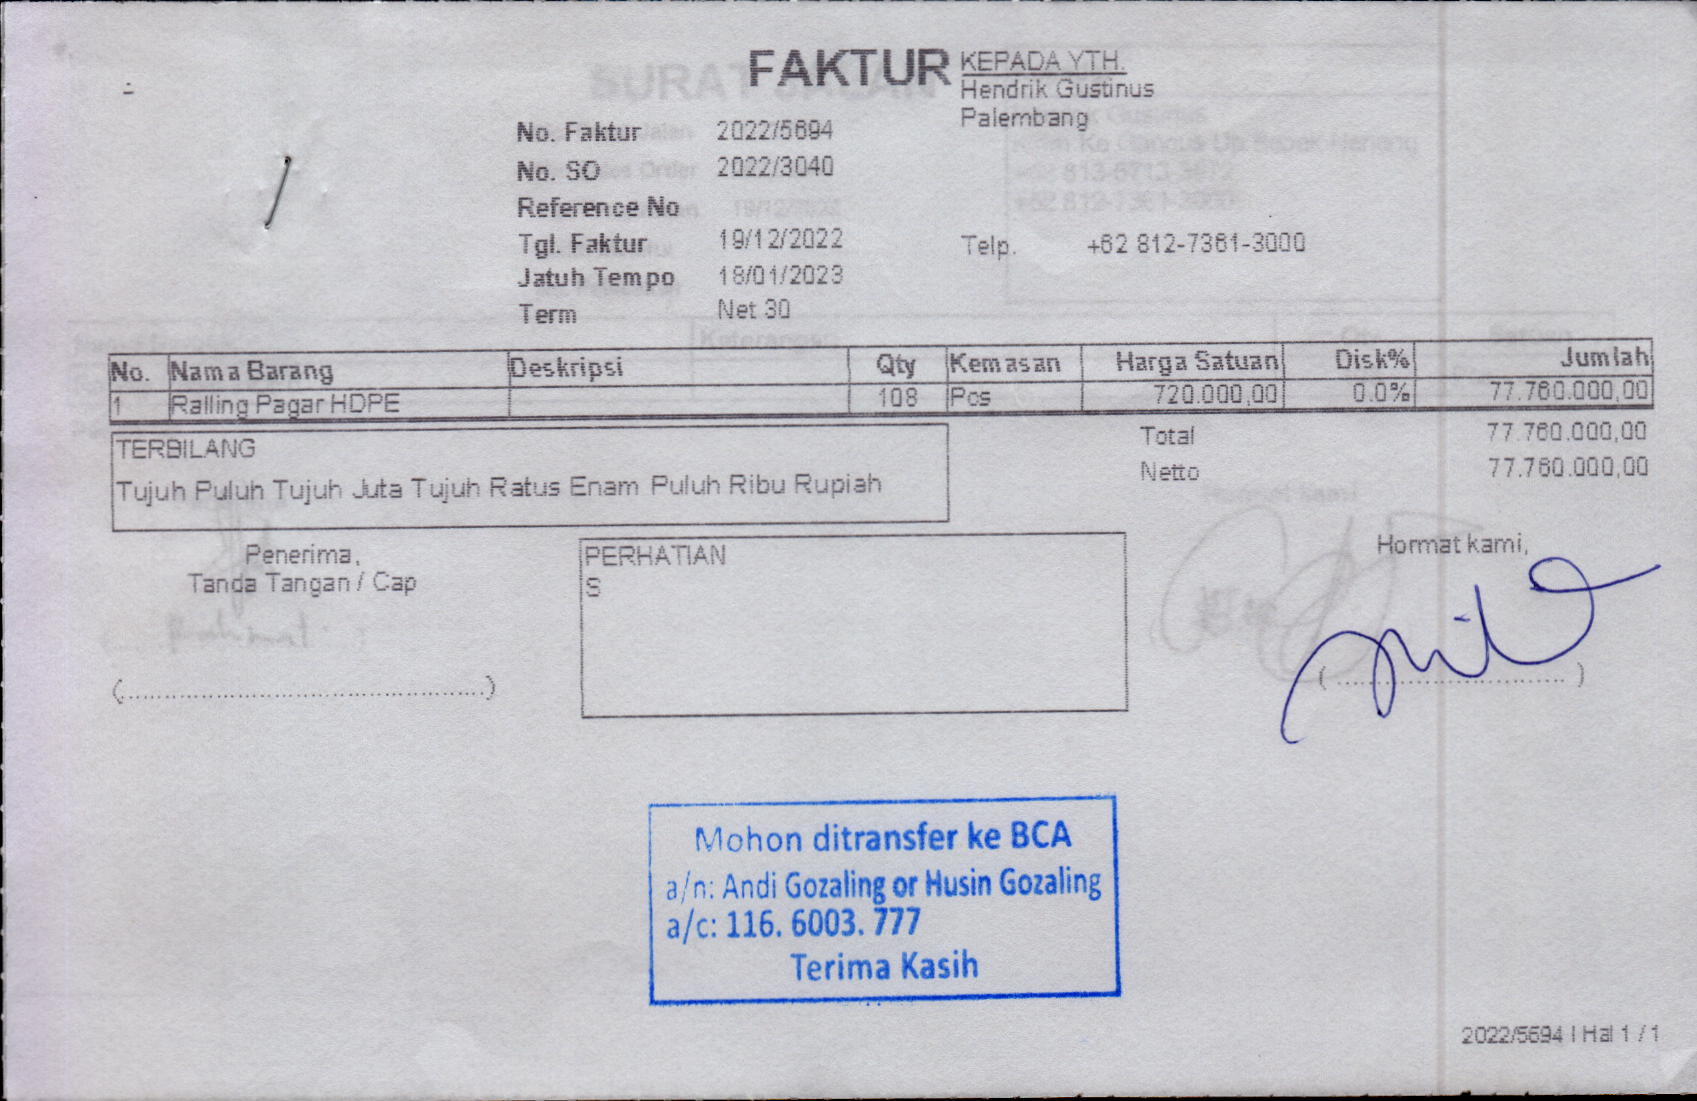 FAKTUR
KEPADA YTH.
Hendrik Gustinus
Palembang
No. Faktur 2022/5694
No. SO 2022/3040
Reference No
Tgl. Faktur 19/12/2022
Telp. +62 812-7361-3000
Jatuh Tempo 18/01/2023
Term Net 30
No. Nama Barang Deskripsi Qty Kemasan Harga Satuan Disk% Jumlah
1 Ralling Pagar HDPE 108 Pcs 720.000,00 0.0% 77.760.000,00
TERBILANG
Tujuh Puluh Tujuh Juta Tujuh Ratus Enam Puluh Ribu Rupiah
Total 77.760.000,00
Netto 77.760.000,00
Penerima,
Tanda Tangan / Cap
PERHATIAN
S
Hormat kami,
(................................................)
( .............................. )
Mohon ditransfer ke BCA
a/n: Andi Gozaling or Husin Gozaling
a/c: 116. 6003. 777
Terima Kasih
2022/5694 I Hal 1 / 1